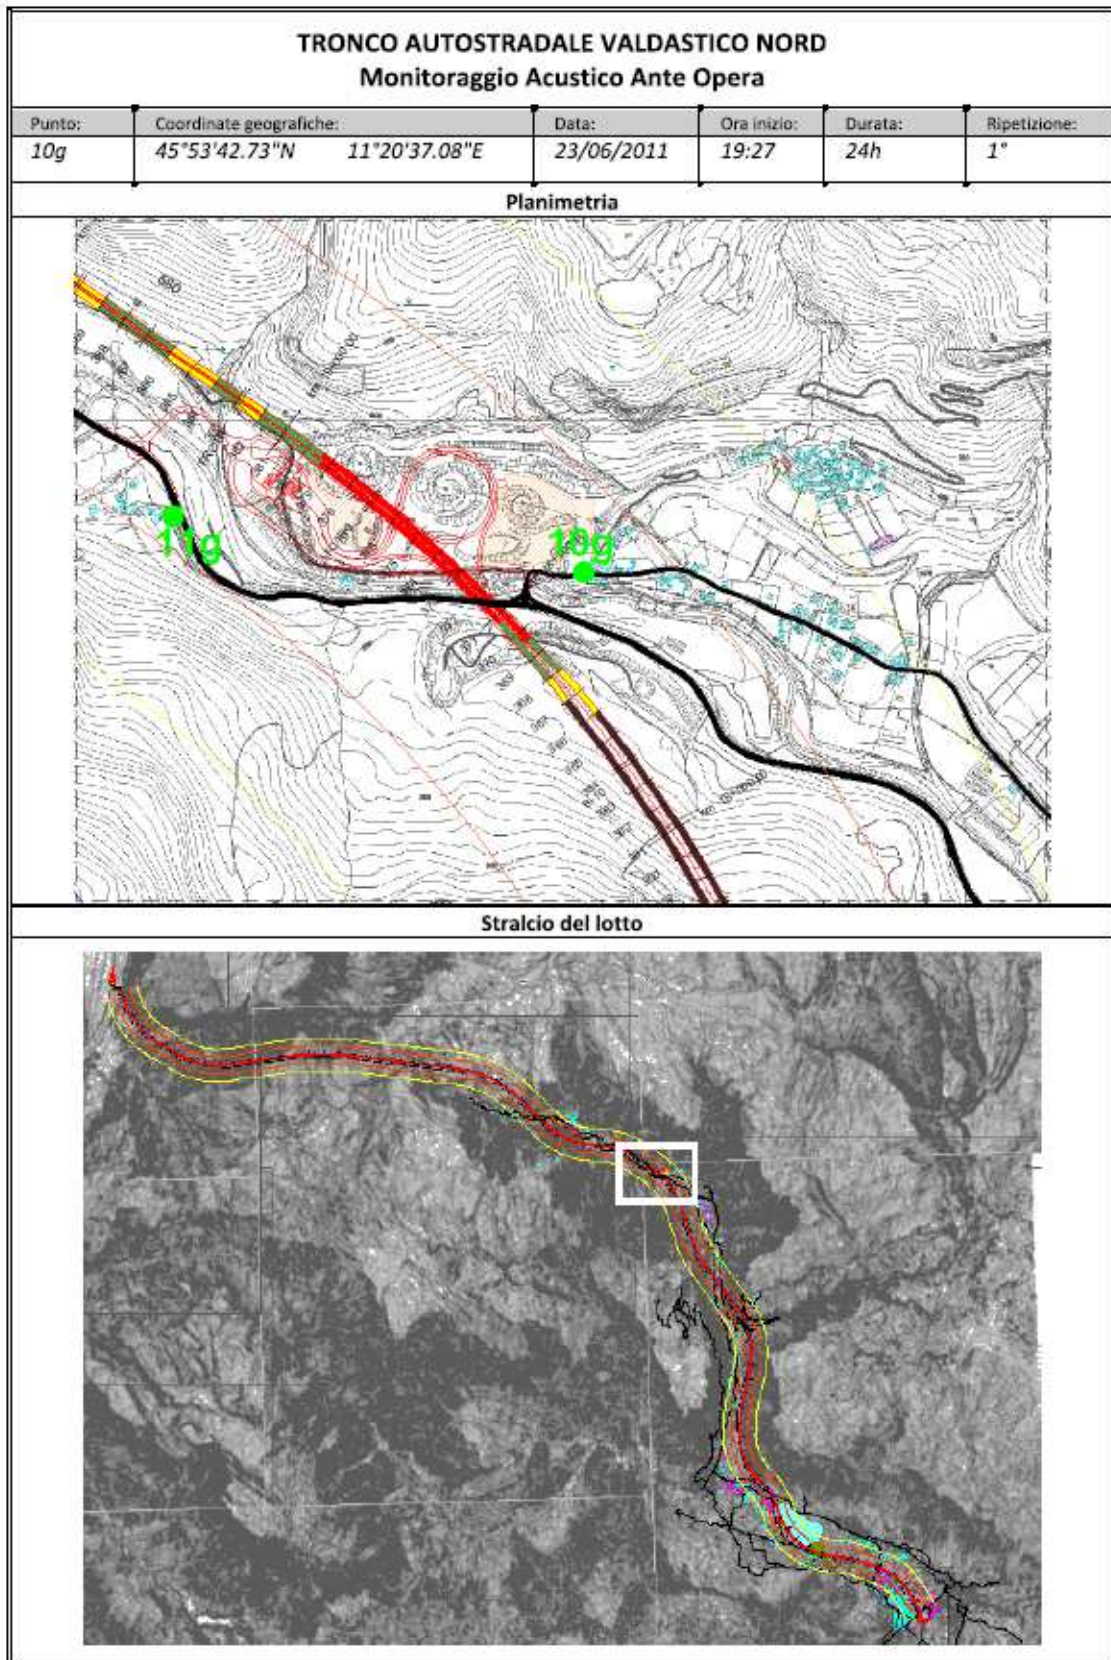 TRONCO AUTOSTRADALE VALDASTICO NORD
Monitoraggio Acustico Ante Opera
Punto: Coordinate geografiche: Data: Ora inizio: Durata: Ripetizione:
10g 45°53'42.73"N 11°20'37.08"E 23/06/2011 19:27 24h 1°
Planimetria
680
11g
10g
Stralcio del lotto